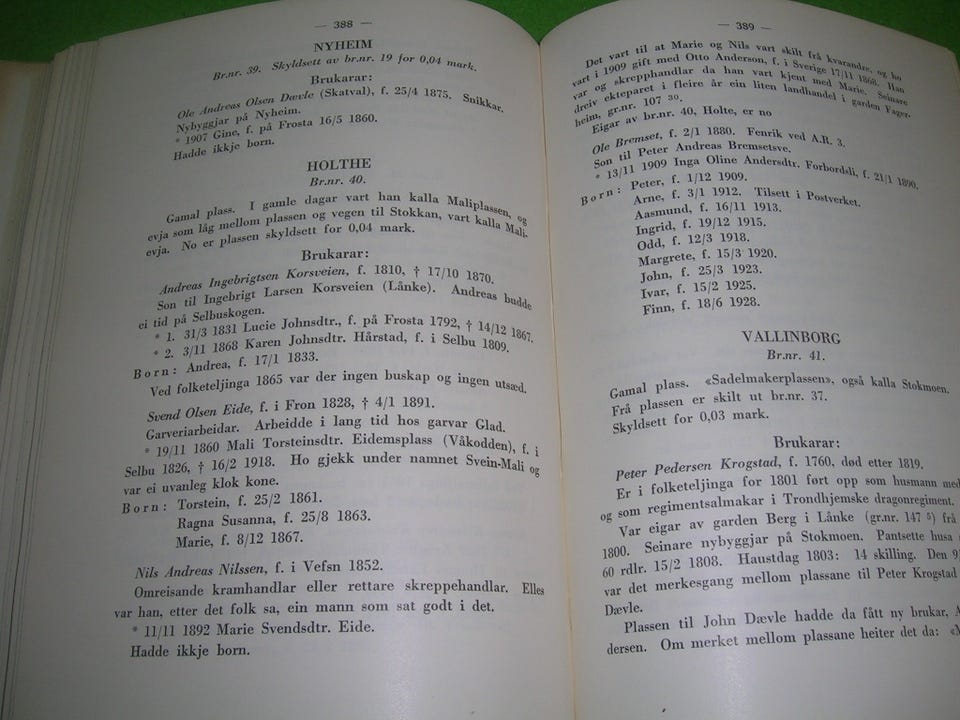 — 388 —
NYHEIM
Br.nr. 39. Skyldsett av br.nr. 19 for 0,04 mark.
Brukarar:
Ole Andreas Olsen Dævle (Skatval), f. 25/4 1875. Snikkar.
Nybyggjar på Nyheim.
* 1907 Gine, f. på Frosta 16/5 1860.
Hadde ikkje born.
HOLTHE
Br.nr. 40.
Gamal plass. I gamle dagar vart han kalla Maliplassen, og
evja som låg mellom plassen og vegen til Stokkan, vart kalla Mali-
evja. No er plassen skyldsett for 0,04 mark.
Brukarar:
Andreas Ingebrigtsen Korsveien, f. 1810, † 17/10 1870.
Son til Ingebrigt Larsen Korsveien (Lånke). Andreas budde
ei tid på Selbuskogen.
* 1. 31/3 1831 Lucie Johnsdtr., f. på Frosta 1792, † 14/12 1867.
* 2. 3/11 1868 Karen Johnsdtr. Hårstad, f. i Selbu 1809.
Born: Andrea, f. 17/1 1833.
Ved folketeljinga 1865 var der ingen buskap og ingen utsæd.
Svend Olsen Eide, f. i Fron 1828, † 4/1 1891.
Garveriarbeidar. Arbeidde i lang tid hos garvar Glad.
* 19/11 1860 Mali Torsteinsdtr. Eidemsplass (Våkodden), f. i
Selbu 1826, † 16/2 1918. Ho gjekk under namnet Svein-Mali og
var ei uvanleg klok kone.
Born: Torstein, f. 25/2 1861.
Ragna Susanna, f. 25/8 1863.
Marie, f. 8/12 1867.
Nils Andreas Nilssen, f. i Vefsn 1852.
Omreisande kramhandlar eller rettare skreppehandlar. Elles
var han, etter det folk sa, ein mann som sat godt i det.
* 11/11 1892 Marie Svendsdtr. Eide.
Hadde ikkje born.
— 389 —
Det vart til at Marie og Nils vart skilt frå kvarandre, og ho
vart i 1909 gift med Otto Anderson, f. i Sverige 17/11 1868. Han
var og skrepphandlar da han vart kjent med Marie. Seinare
dreiv ekteparet i fleire år ein liten landhandel i garden Fager-
heim, gr.nr. 107 30.
Eigar av br.nr. 40, Holte, er no
Ole Bremset, f. 2/1 1880. Fenrik ved A.R. 3.
Son til Peter Andreas Bremsetsve.
* 13/11 1909 Inga Oline Andersdtr. Forbordsli, f. 21/1 1890.
Born: Peter, f. 1/12 1909.
Arne, f. 3/1 1912. Tilsett i Postverket.
Aasmund, f. 16/11 1913.
Ingrid, f. 19/12 1915.
Odd, f. 12/3 1918.
Margrete, f. 15/3 1920.
John, f. 25/3 1923.
Ivar, f. 15/2 1925.
Finn, f. 18/6 1928.
VALLINBORG
Br.nr. 41.
Gamal plass. «Sadelmakerplassen», også kalla Stokmoen.
Frå plassen er skilt ut br.nr. 37.
Skyldsett for 0,03 mark.
Brukarar:
Peter Pedersen Krogstad, f. 1760, død etter 1819.
Er i folketeljinga for 1801 ført opp som husmann med
og som regimentsalmakar i Trondhjemske dragonregiment.
Var eigar av garden Berg i Lånke (gr.nr. 147 5) frå
1800. Seinare nybyggjar på Stokmoen. Pantsette husa
60 rdlr. 15/2 1808. Haustdag 1803: 14 skilling. Den 9
var det merkesgang mellom plassane til Peter Krogstad
Dævle.
Plassen til John Dævle hadde da fått ny brukar, A
dersen. Om merket mellom plassane heiter det da: